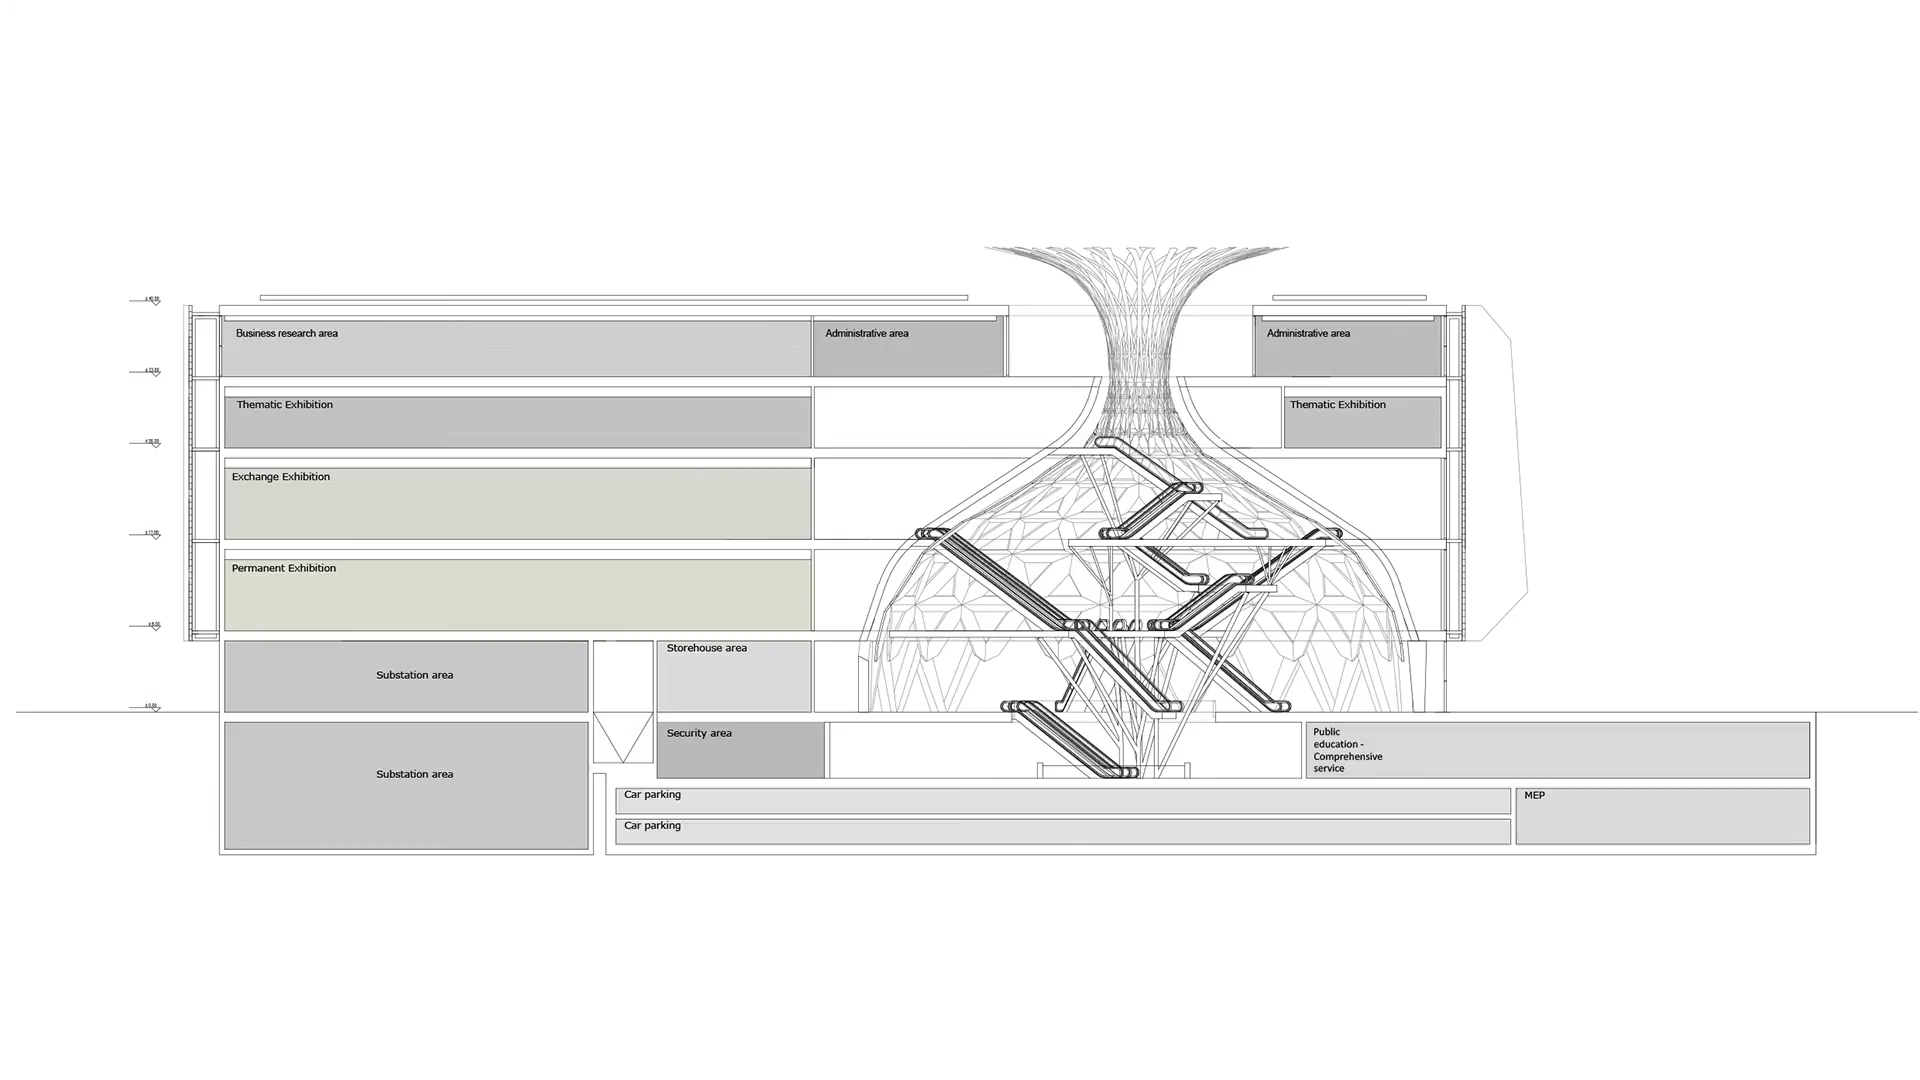 Business research area
Administrative area
Administrative area
Thematic Exhibition
Thematic Exhibition
Exchange Exhibition
Permanent Exhibition
Substation area
Storehouse area
Substation area
Security area
Public
education -
Comprehensive
service
Car parking
MEP
Car parking